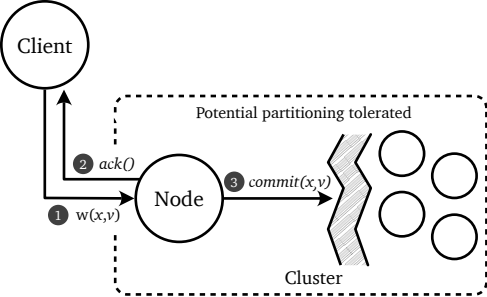 Client
Potential partitioning tolerated
2 ack()
3 commit(x,v)
Node
1 w(x,v)
Cluster